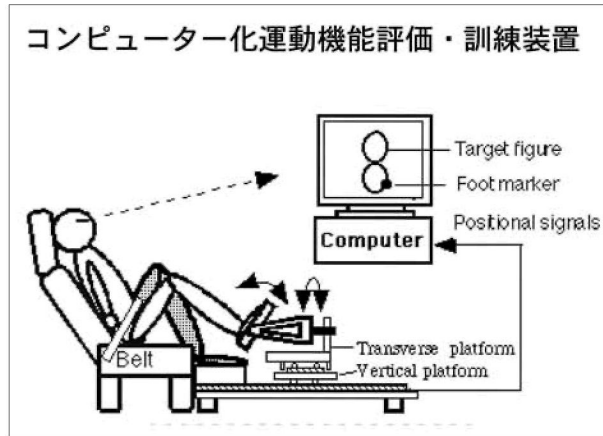 コンピューター化運動機能評価・訓練装置
Target figure
Foot marker
Positional signals
Computer
Transverse platform
Vertical platform
Belt